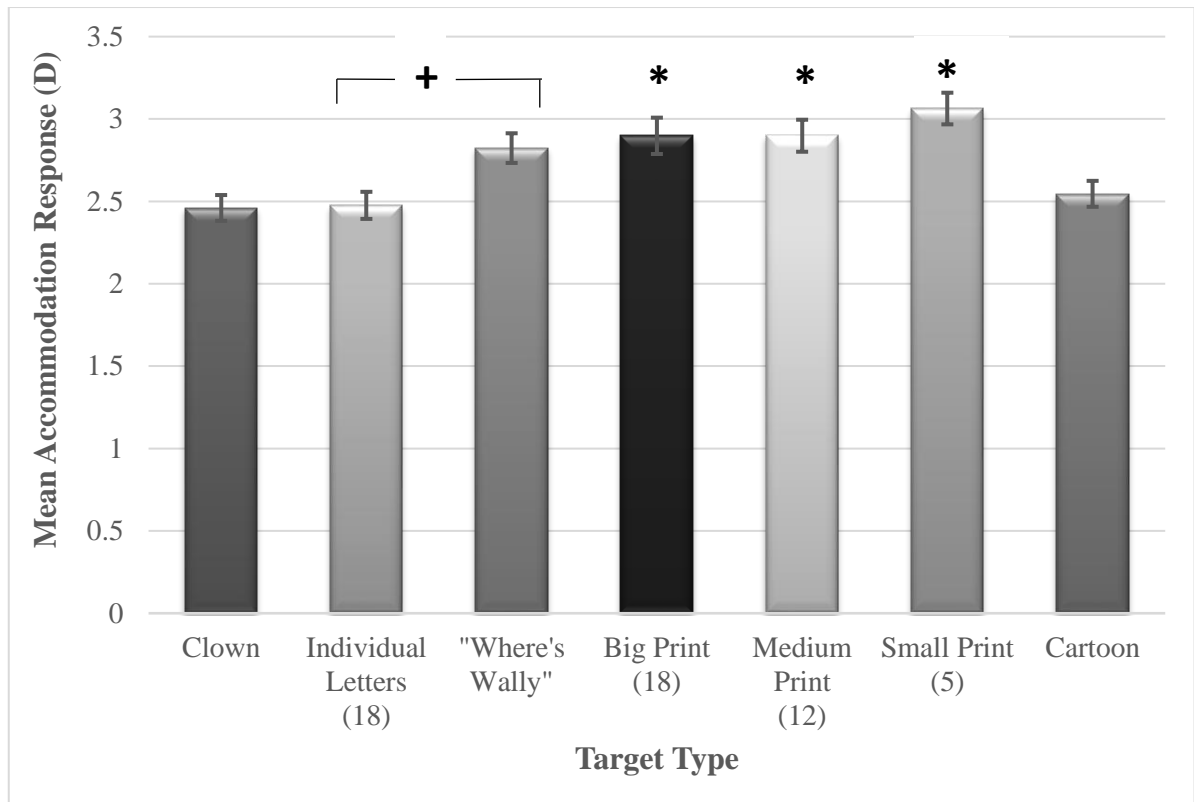 Mean Accommodation Response (D)
3.5
3
2.5
2
1.5
1
0.5
0
+
*
*
*
Clown
Individual
Letters
(18)
"Where's
Wally"
Big Print
(18)
Medium
Print
(12)
Small Print
(5)
Cartoon
Target Type